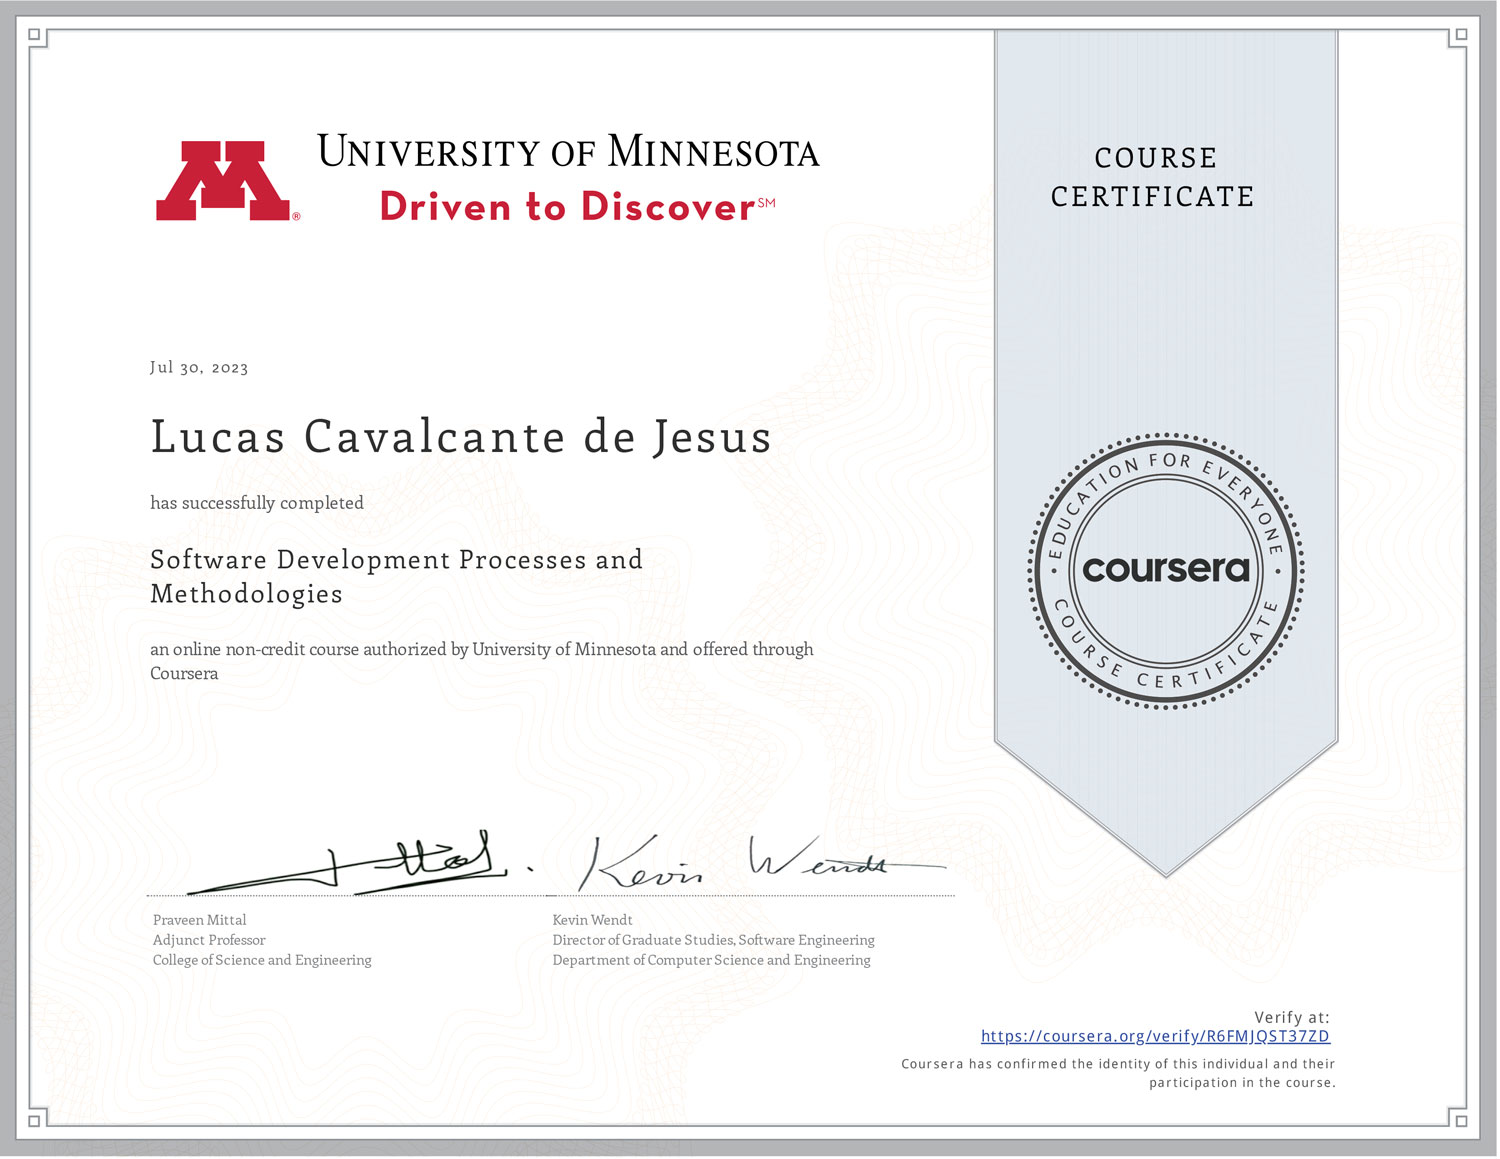 UNIVERSITY OF MINNESOTA
Driven to Discover℠
®
COURSE
CERTIFICATE
Jul 30, 2023
Lucas Cavalcante de Jesus
has successfully completed
Software Development Processes and
Methodologies
an online non-credit course authorized by University of Minnesota and offered through
Coursera
EDUCATION FOR EVERYONE
coursera
COURSE CERTIFICATE
Kevin Wendt
Praveen Mittal
Adjunct Professor
College of Science and Engineering
Kevin Wendt
Director of Graduate Studies, Software Engineering
Department of Computer Science and Engineering
Verify at:
https://coursera.org/verify/R6FMJQST37ZD
Coursera has confirmed the identity of this individual and their
participation in the course.